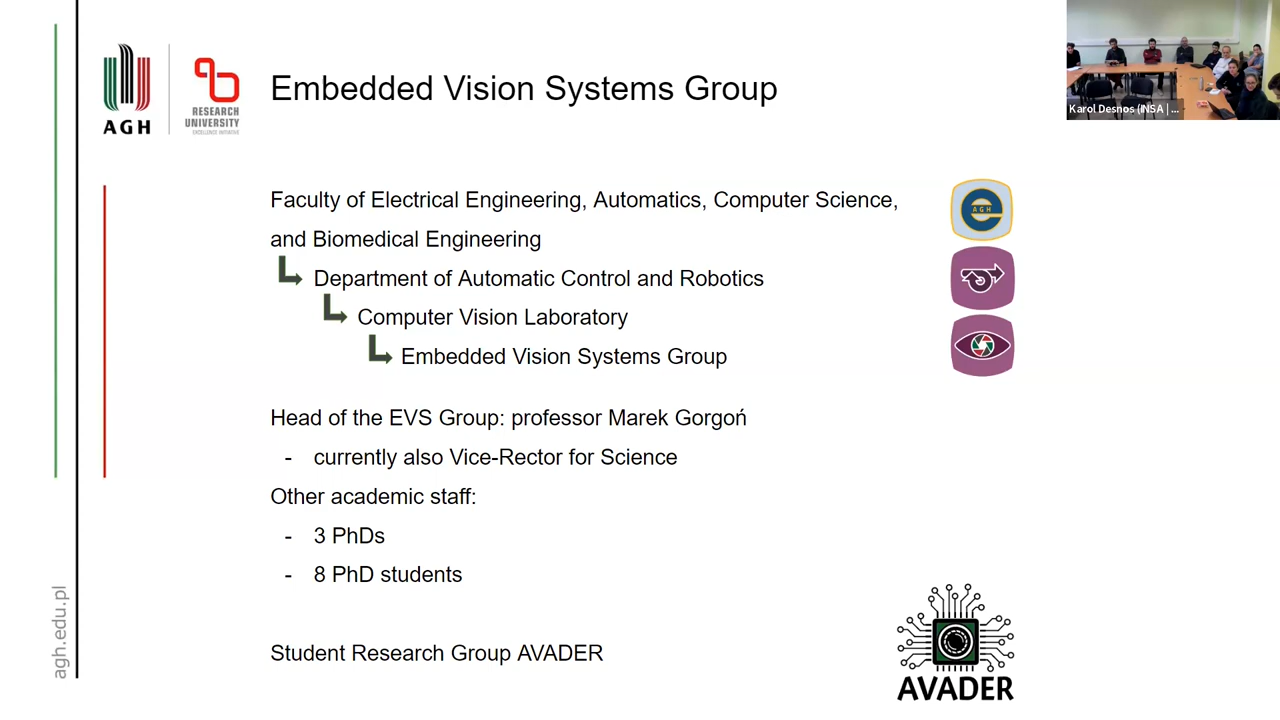 Embedded Vision Systems Group
AGH
RESEARCH
UNIVERSITY
EXCELLENCE INITIATIVE
Karol Desnos (INSA | ...
Faculty of Electrical Engineering, Automatics, Computer Science,
and Biomedical Engineering
Department of Automatic Control and Robotics
Computer Vision Laboratory
Embedded Vision Systems Group
AGH
Head of the EVS Group: professor Marek Gorgoń
- currently also Vice-Rector for Science
Other academic staff:
- 3 PhDs
- 8 PhD students
Student Research Group AVADER
AVADER
agh.edu.pl